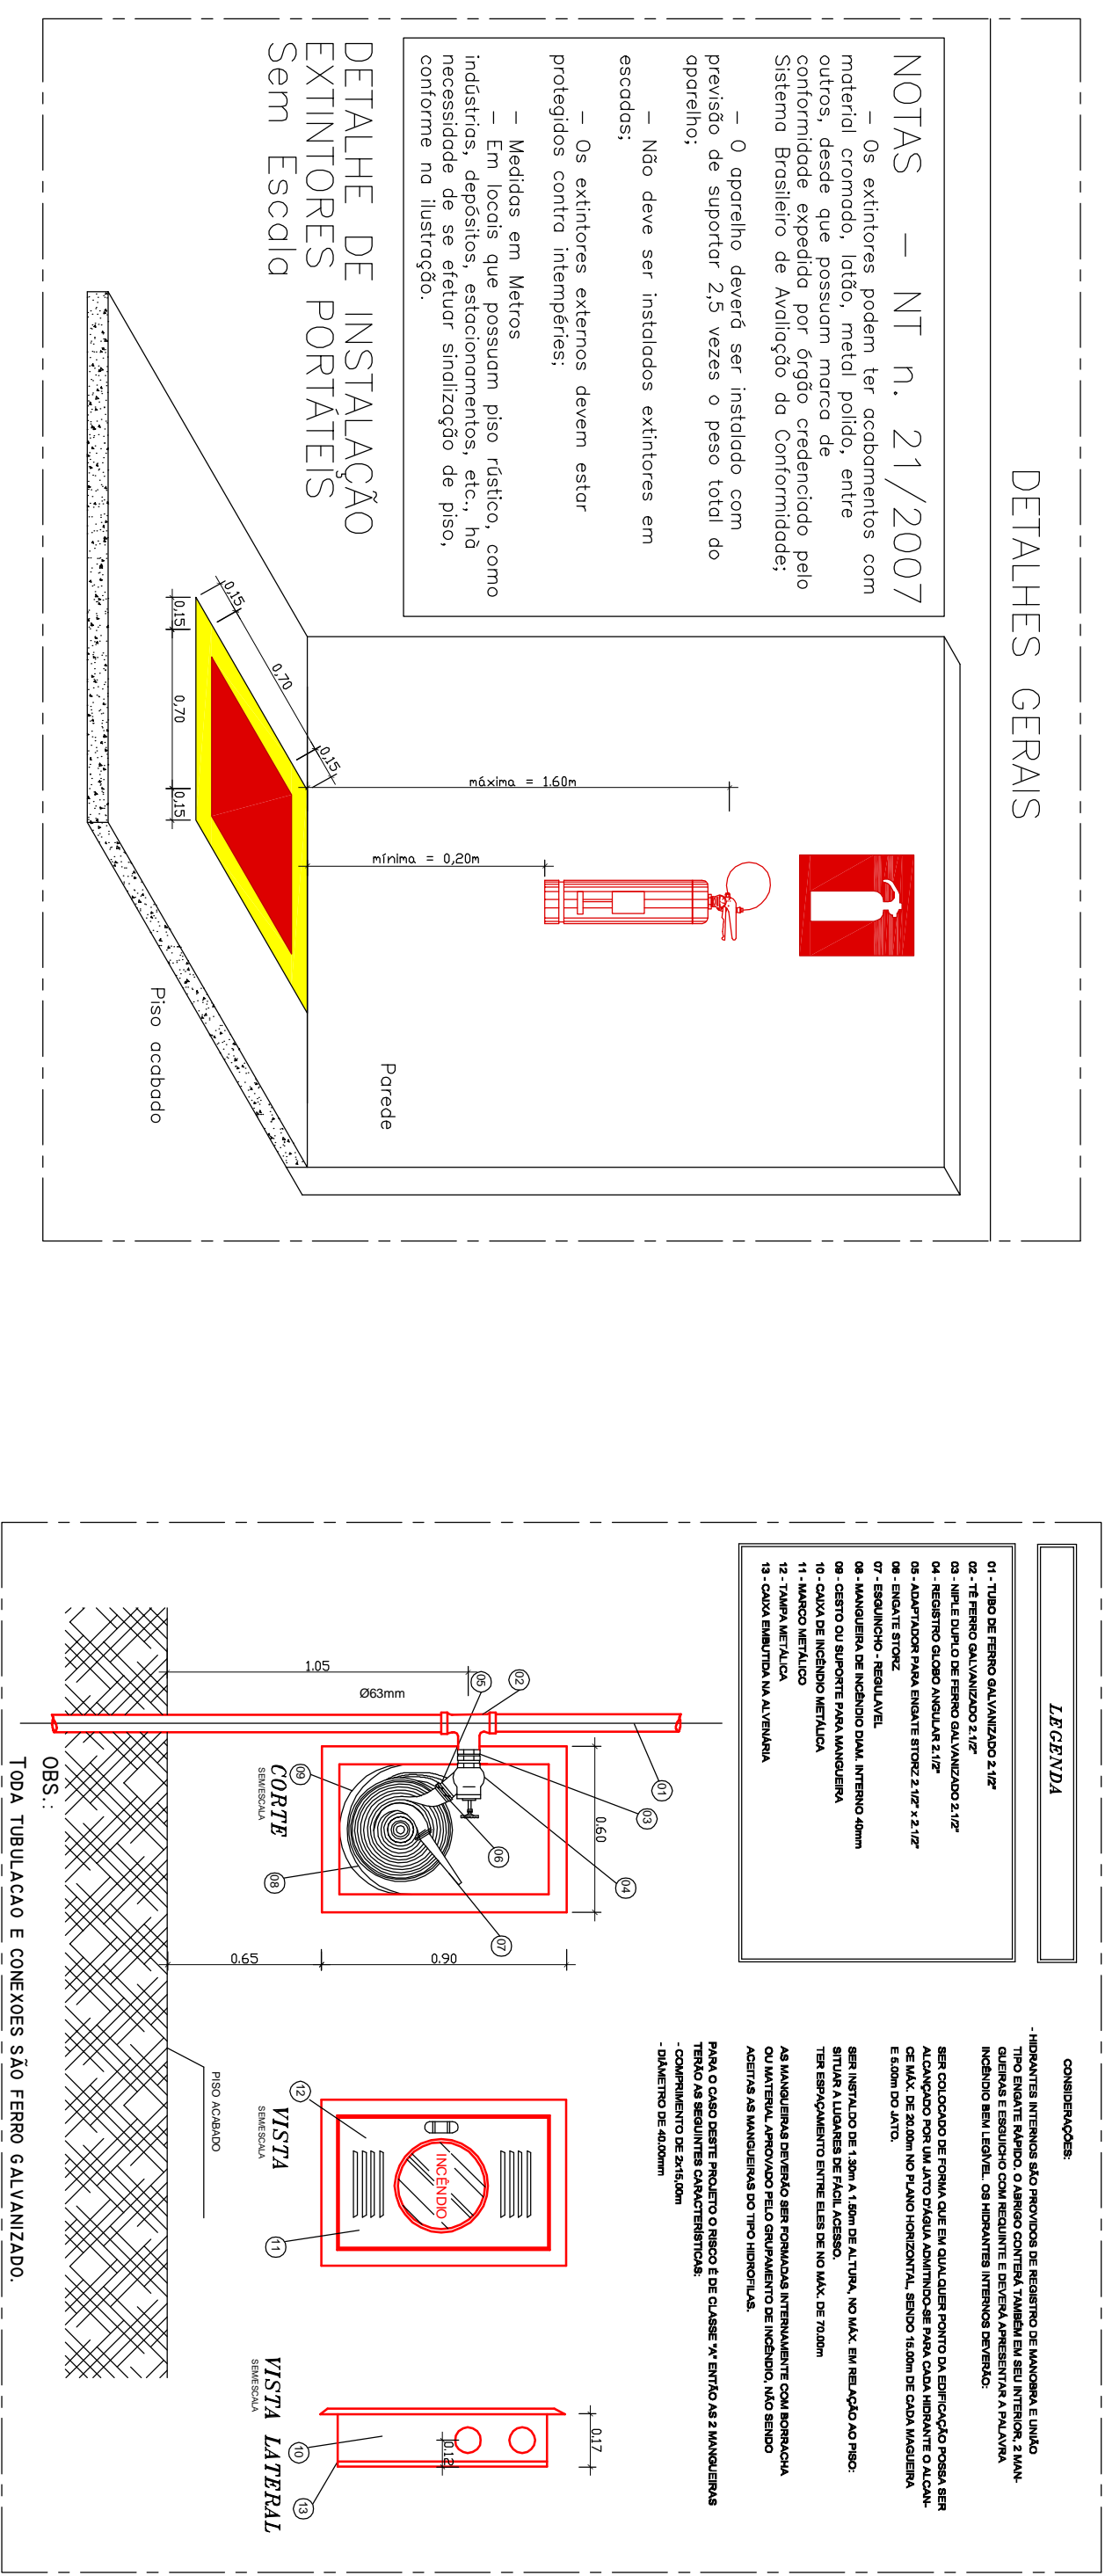 DETALHES GERAIS
NOTAS – NT n. 21/2007
– Os extintores podem ter acabamentos com
material cromado, latão, metal polido, entre
outros, desde que possuam marca de
conformidade expedida por órgão credenciado pelo
Sistema Brasileiro de Avaliação da Conformidade;
– O aparelho deverá ser instalado com
previsão de suportar 2,5 vezes o peso total do
aparelho;
– Não deve ser instalados extintores em
escadas;
– Os extintores externos devem estar
protegidos contra intempéries;
– Medidas em Metros
– Em locais que possuam piso rústico, como
indústrias, depósitos, estacionamentos, etc., hà
necessidade de se efetuar sinalização de piso,
conforme na ilustração.
DETALHE DE INSTALAÇÃO
EXTINTORES PORTÁTEIS
Sem Escala
máxima = 1.60m
mínima = 0,20m
0,15
0,70
0,15
0,15
0,70
0,15
Parede
Piso acabado
LEGENDA
01 - TUBO DE FERRO GALVANIZADO 2.1/2"
02 - TÊ FERRO GALVANIZADO 2.1/2"
03 - NIPLE DUPLO DE FERRO GALVANIZADO 2.1/2"
04 - REGISTRO GLOBO ANGULAR 2.1/2"
05 - ADAPTADOR PARA ENGATE STORZ 2.1/2" x 2.1/2"
06 - ENGATE STORZ
07 - ESGUINCHO - REGULAVEL
08 - MANGUEIRA DE INCÊNDIO DIAM. INTERNO 40mm
09 - CESTO OU SUPORTE PARA MANGUEIRA
10 - CAIXA DE INCÊNDIO METÁLICA
11 - MARCO METÁLICO
12 - TAMPA METÁLICA
13 - CAIXA EMBUTIDA NA ALVENÁRIA
CONSIDERAÇÕES:
- HIDRANTES INTERNOS SÃO PROVIDOS DE REGISTRO DE MANOBRA E UNIÃO
TIPO ENGATE RÁPIDO. O ABRIGO CONTERÁ TAMBÉM EM SEU INTERIOR, 2 MAN-
GUEIRAS E ESGUICHO COM REQUINTE E DEVERÁ APRESENTAR A PALAVRA
INCÊNDIO BEM LEGÍVEL. OS HIDRANTES INTERNOS DEVERÃO:
SER COLOCADO DE FORMA QUE EM QUALQUER PONTO DA EDIFICAÇÃO POSSA SER
ALCANÇADO POR UM JATO D'ÁGUA ADMITINDO-SE PARA CADA HIDRANTE O ALCAN-
CE MÁX. DE 20.00m NO PLANO HORIZONTAL, SENDO 15.00m DE CADA MAGUEIRA
E 5.00m DO JATO.
SER INSTALDO DE 1.30m A 1.50m DE ALTURA, NO MÁX. EM RELAÇÃO AO PISO:
SITUAR A LUGARES DE FÁCIL ACESSO.
TER ESPAÇAMENTO ENTRE ELES DE NO MÁX. DE 70.00m
AS MANGUEIRAS DEVERÃO SER FORMADAS INTERNAMENTE COM BORRACHA
OU MATERIAL APROVADO PELO GRUPAMENTO DE INCÊNDIO, NÃO SENDO
ACEITAS AS MANGUEIRAS DO TIPO HIDROFILAS.
PARA O CASO DESTE PROJETO O RISCO É DE CLASSE "A" ENTÃO AS 2 MANGUEIRAS
TERÃO AS SEGUINTES CARACTERÍSTICAS:
- COMPRIMENTO DE 2x15,00m
- DIÂMETRO DE 40,00mm
01
03
04
0.60
02
05
06
07
1.05
Ø63mm
09
08
CORTE
SEM/ESCALA
0.90
0.65
INCÊNDIO
12
11
VISTA
SEM/ESCALA
0.17
0.12
10
13
VISTA LATERAL
SEM/ESCALA
PISO ACABADO
OBS.:
TODA TUBULACAO E CONEXOES SÃO FERRO GALVANIZADO.